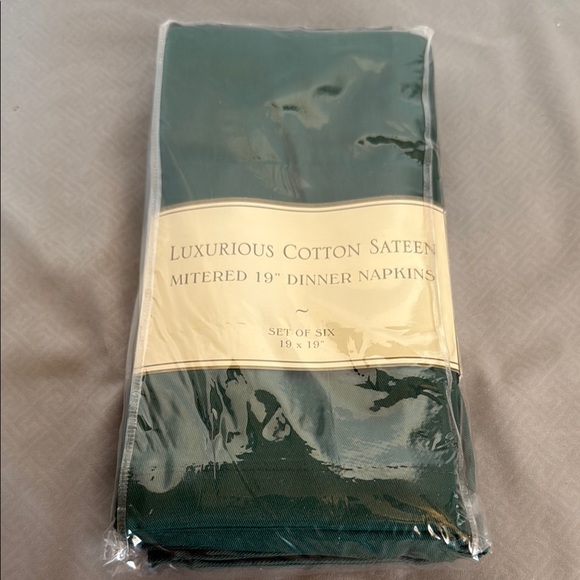 LUXURIOUS COTTON SATEEN
MITERED 19" DINNER NAPKINS
~
SET OF SIX
19 x 19"